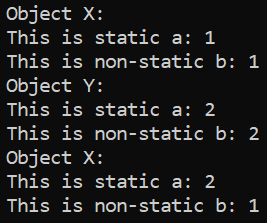 Object X:
This is static a: 1
This is non-static b: 1
Object Y:
This is static a: 2
This is non-static b: 2
Object X:
This is static a: 2
This is non-static b: 1